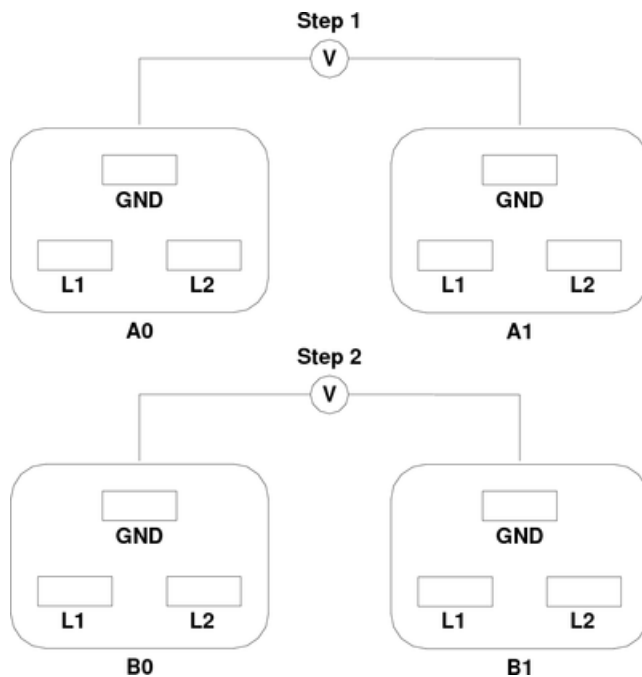 Step 1
V
GND GND
L1 L2 L1 L2
A0 A1
Step 2
V
GND GND
L1 L2 L1 L2
B0 B1